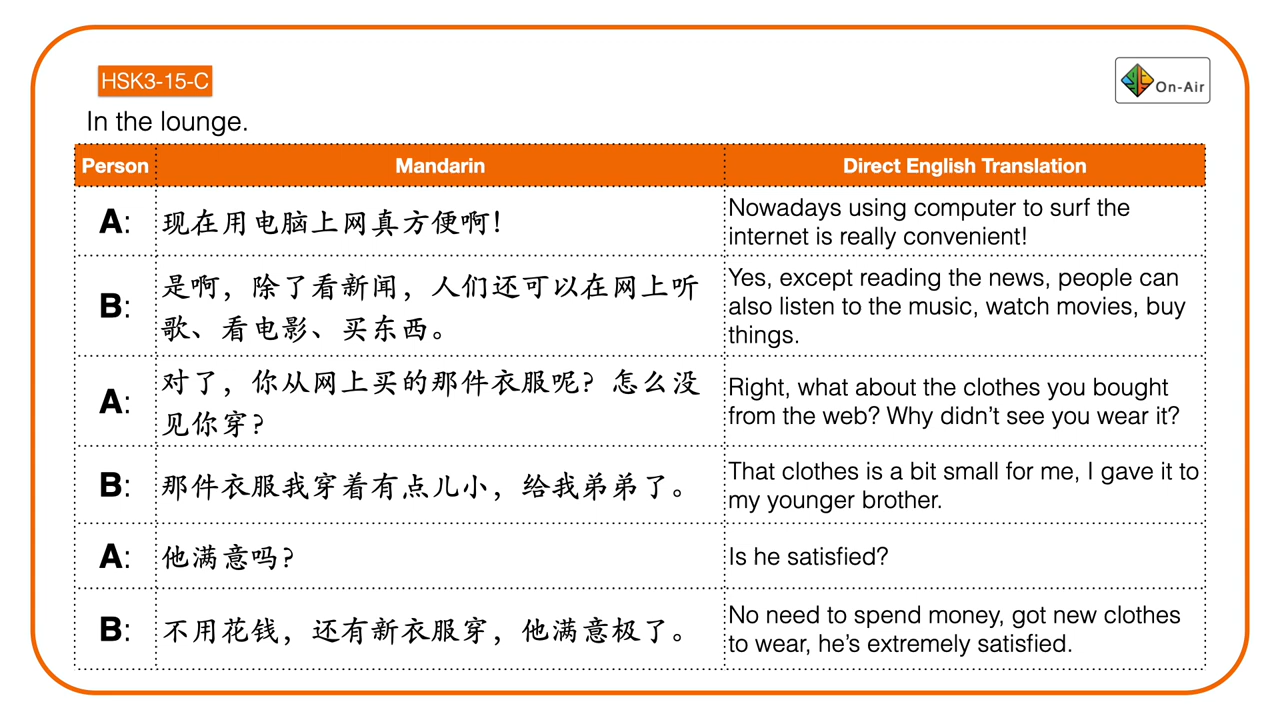 HSK3-15-C
On-Air
In the lounge.
Person Mandarin Direct English Translation
A: 现在用电脑上网真方便啊！ Nowadays using computer to surf the
internet is really convenient!
B: 是啊，除了看新闻，人们还可以在网上听
歌、看电影、买东西。
Yes, except reading the news, people can
also listen to the music, watch movies, buy
things.
A: 对了，你从网上买的那件衣服呢？怎么没
见你穿？
Right, what about the clothes you bought
from the web? Why didn't see you wear it?
B: 那件衣服我穿着有点儿小，给我弟弟了。
That clothes is a bit small for me, I gave it to
my younger brother.
A: 他满意吗？ Is he satisfied?
B: 不用花钱，还有新衣服穿，他满意极了。
No need to spend money, got new clothes
to wear, he's extremely satisfied.